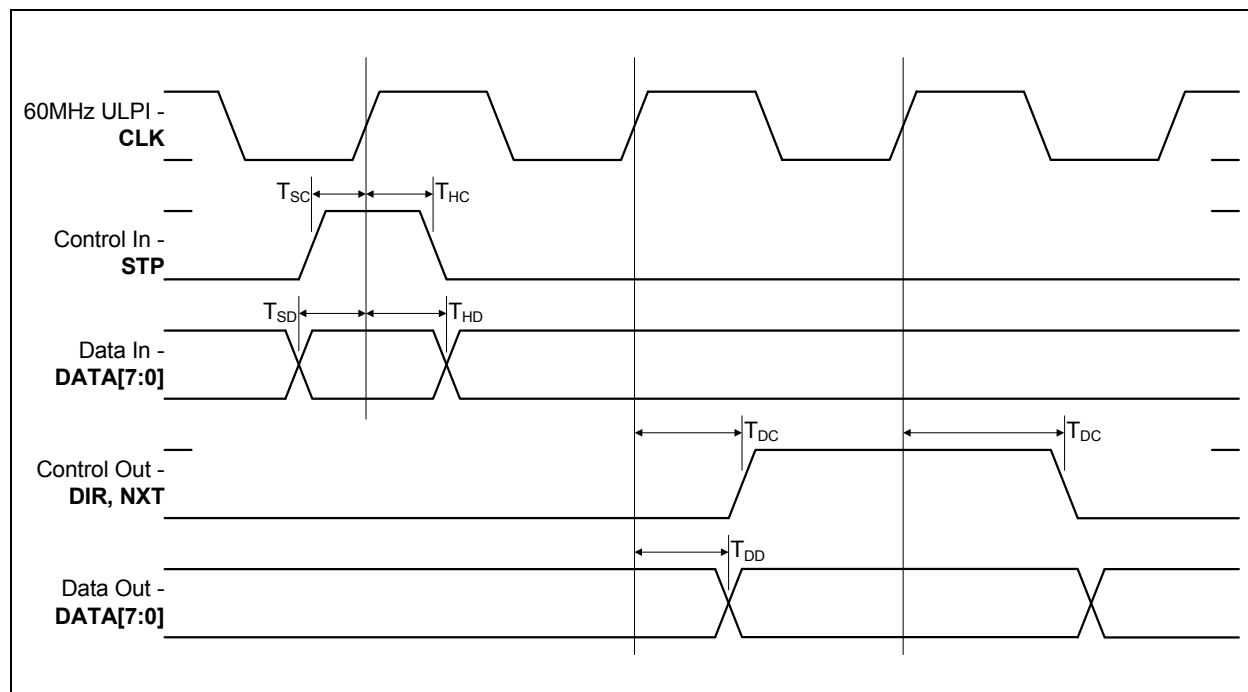 60MHz ULPI -
CLK
T_SC
T_HC
Control In -
STP
T_SD
T_HD
Data In -
DATA[7:0]
T_DC
T_DC
Control Out -
DIR, NXT
T_DD
Data Out -
DATA[7:0]